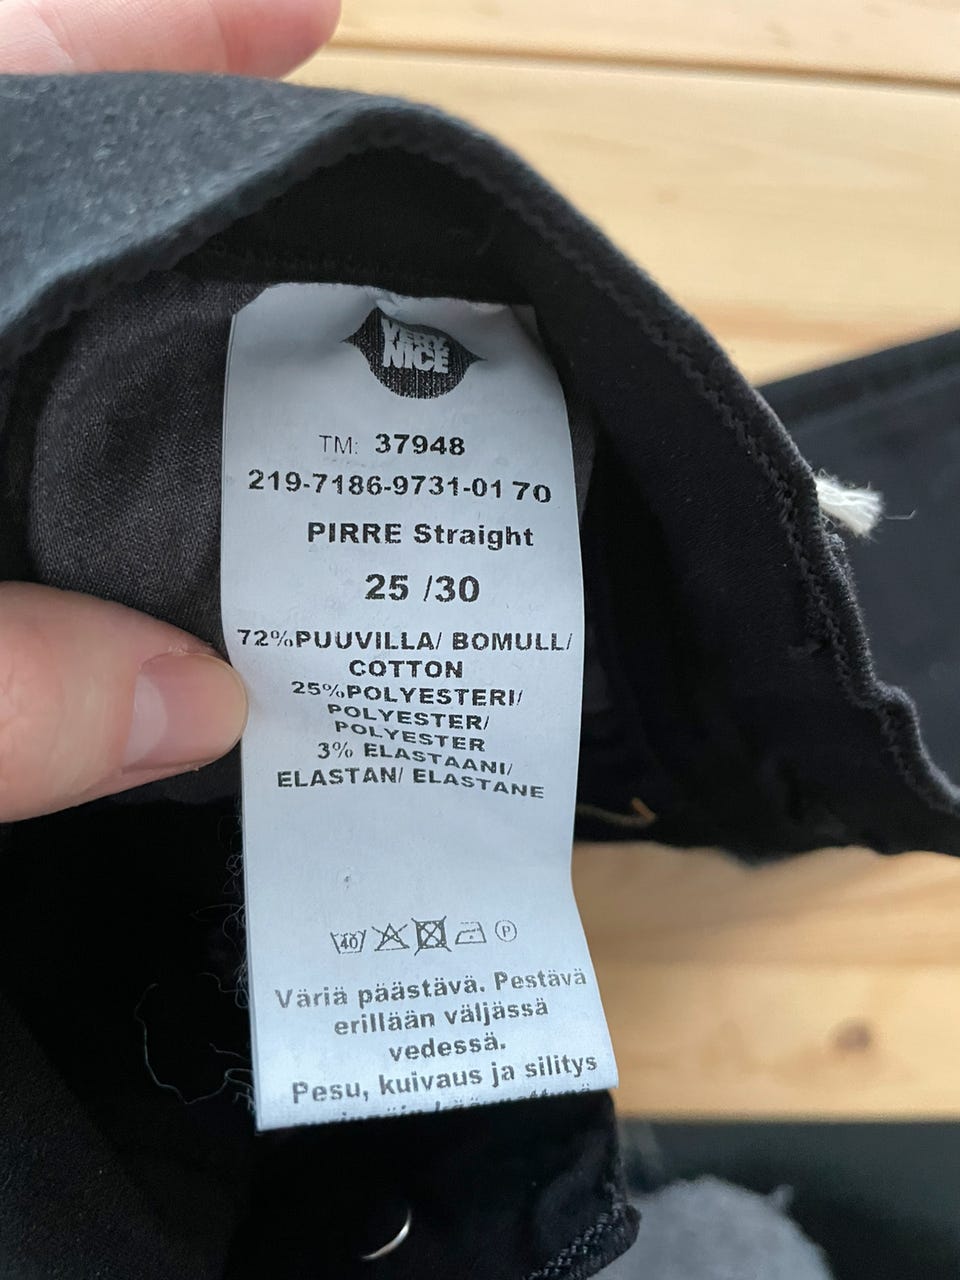 VERY
NICE
TM: 37948
219-7186-9731-01 70
PIRRE Straight
25 /30
72%PUUVILLA/ BOMULL/
COTTON
25%POLYESTERI/
POLYESTER/
POLYESTER
3% ELASTAANI/
ELASTAN/ ELASTANE
40 P
Väriä päästävä. Pestävä
erillään väljässä
vedessä.
Pesu, kuivaus ja silitys